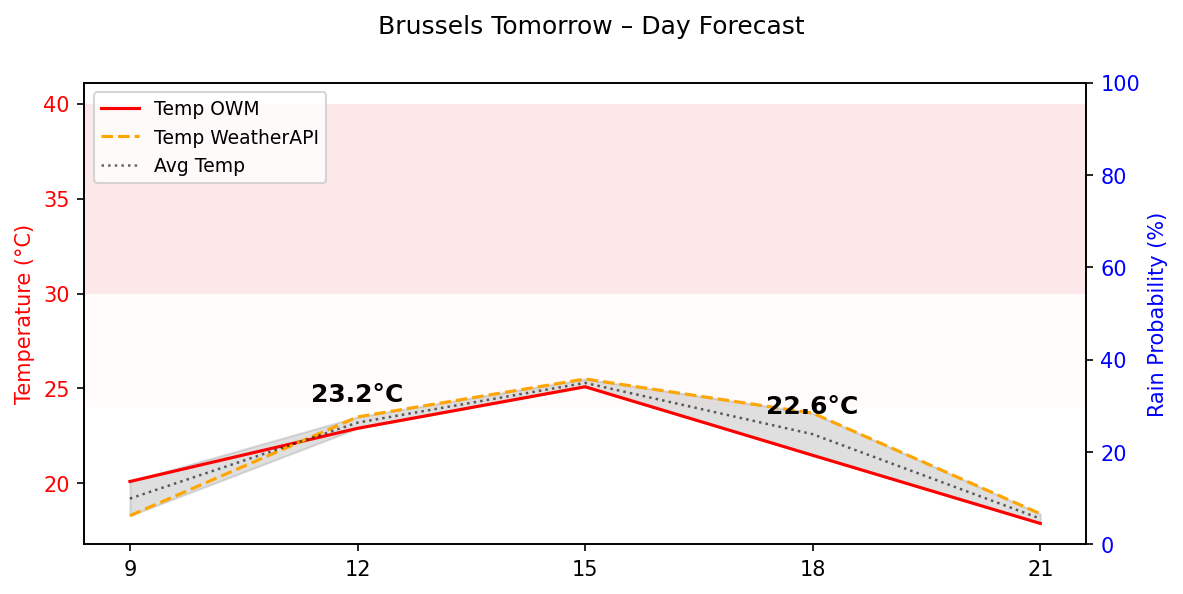 Brussels Tomorrow – Day Forecast
Temp OWM
Temp WeatherAPI
Avg Temp
Temperature (°C)
40
35
30
25
20
23.2°C
22.6°C
100
80
60
40
20
0
Rain Probability (%)
9
12
15
18
21